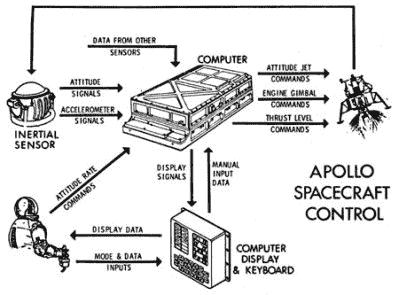 DATA FROM OTHER
SENSORS
COMPUTER
ATTITUDE
SIGNALS
ACCELEROMETER
SIGNALS
INERTIAL
SENSOR
ATTITUDE JET
COMMANDS
ENGINE GIMBAL
COMMANDS
THRUST LEVEL
COMMANDS
ATTITUDE RATE
COMMANDS
DISPLAY
SIGNALS
MANUAL
INPUT
DATA
APOLLO
SPACECRAFT
CONTROL
DISPLAY DATA
MODE & DATA
INPUTS
COMPUTER
DISPLAY
& KEYBOARD